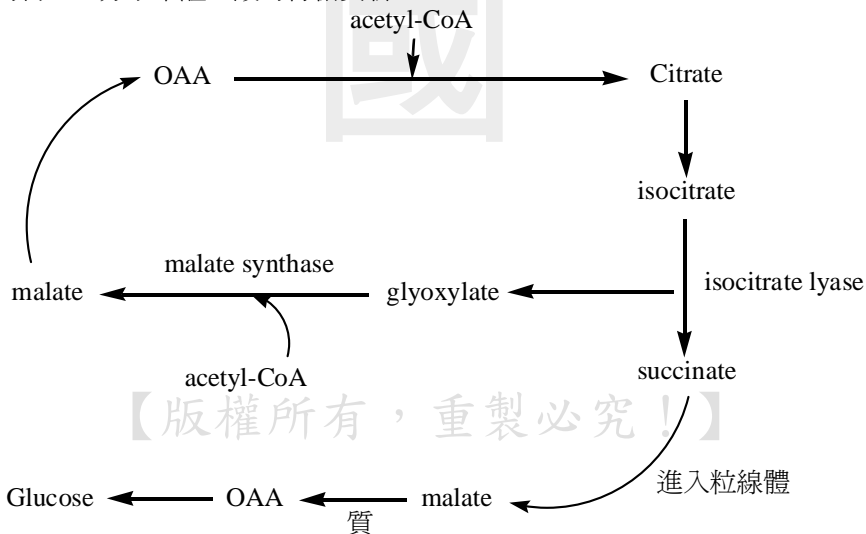 acetyl-CoA
OAA
Citrate
國
isocitrate
malate synthase
isocitrate lyase
malate
glyoxylate
acetyl-CoA
succinate
【版權所有，重製必究！】
進入粒線體
Glucose
OAA
malate
質